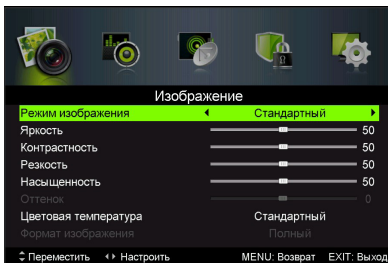 Изображение
Режим изображения Стандартный
Яркость 50
Контрастность 50
Резкость 50
Насыщенность 50
Оттенок 0
Цветовая температура Стандартный
Формат изображения Полный
Переместить Настроить MENU: Возврат EXIT: Выход